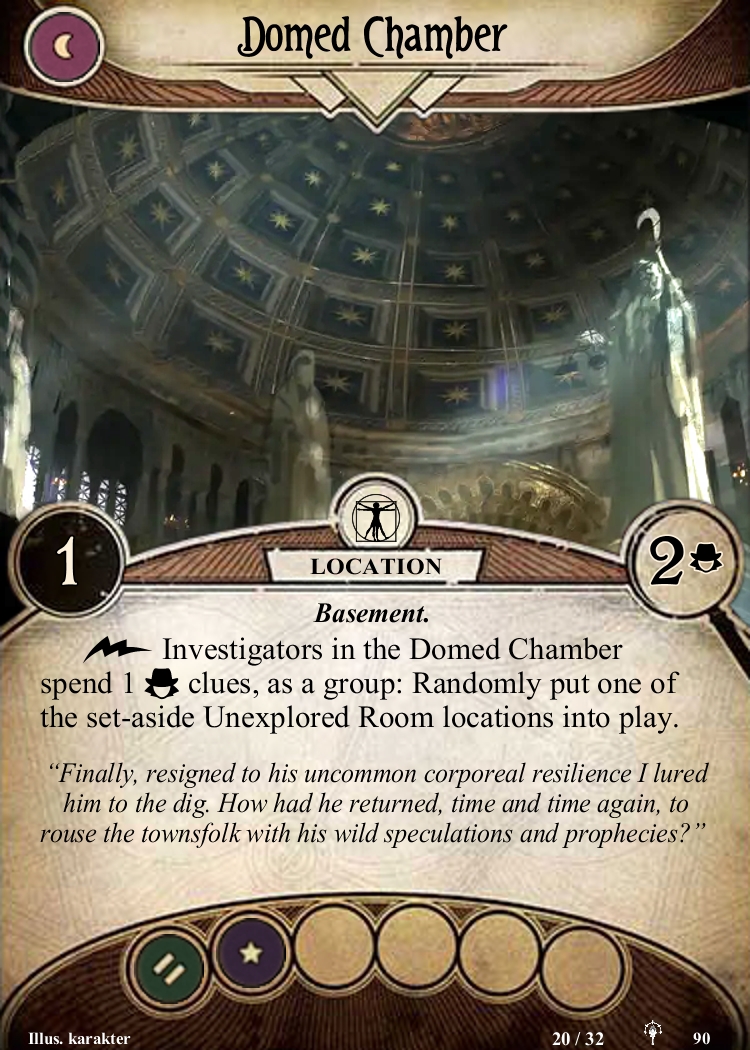 Domed Chamber
1
LOCATION
2
Basement.
Investigators in the Domed Chamber
spend 1 clues, as a group: Randomly put one of
the set-aside Unexplored Room locations into play.
“Finally, resigned to his uncommon corporeal resilience I lured
him to the dig. How had he returned, time and time again, to
rouse the townsfolk with his wild speculations and prophecies?”
Illus. karakter 20 / 32 90